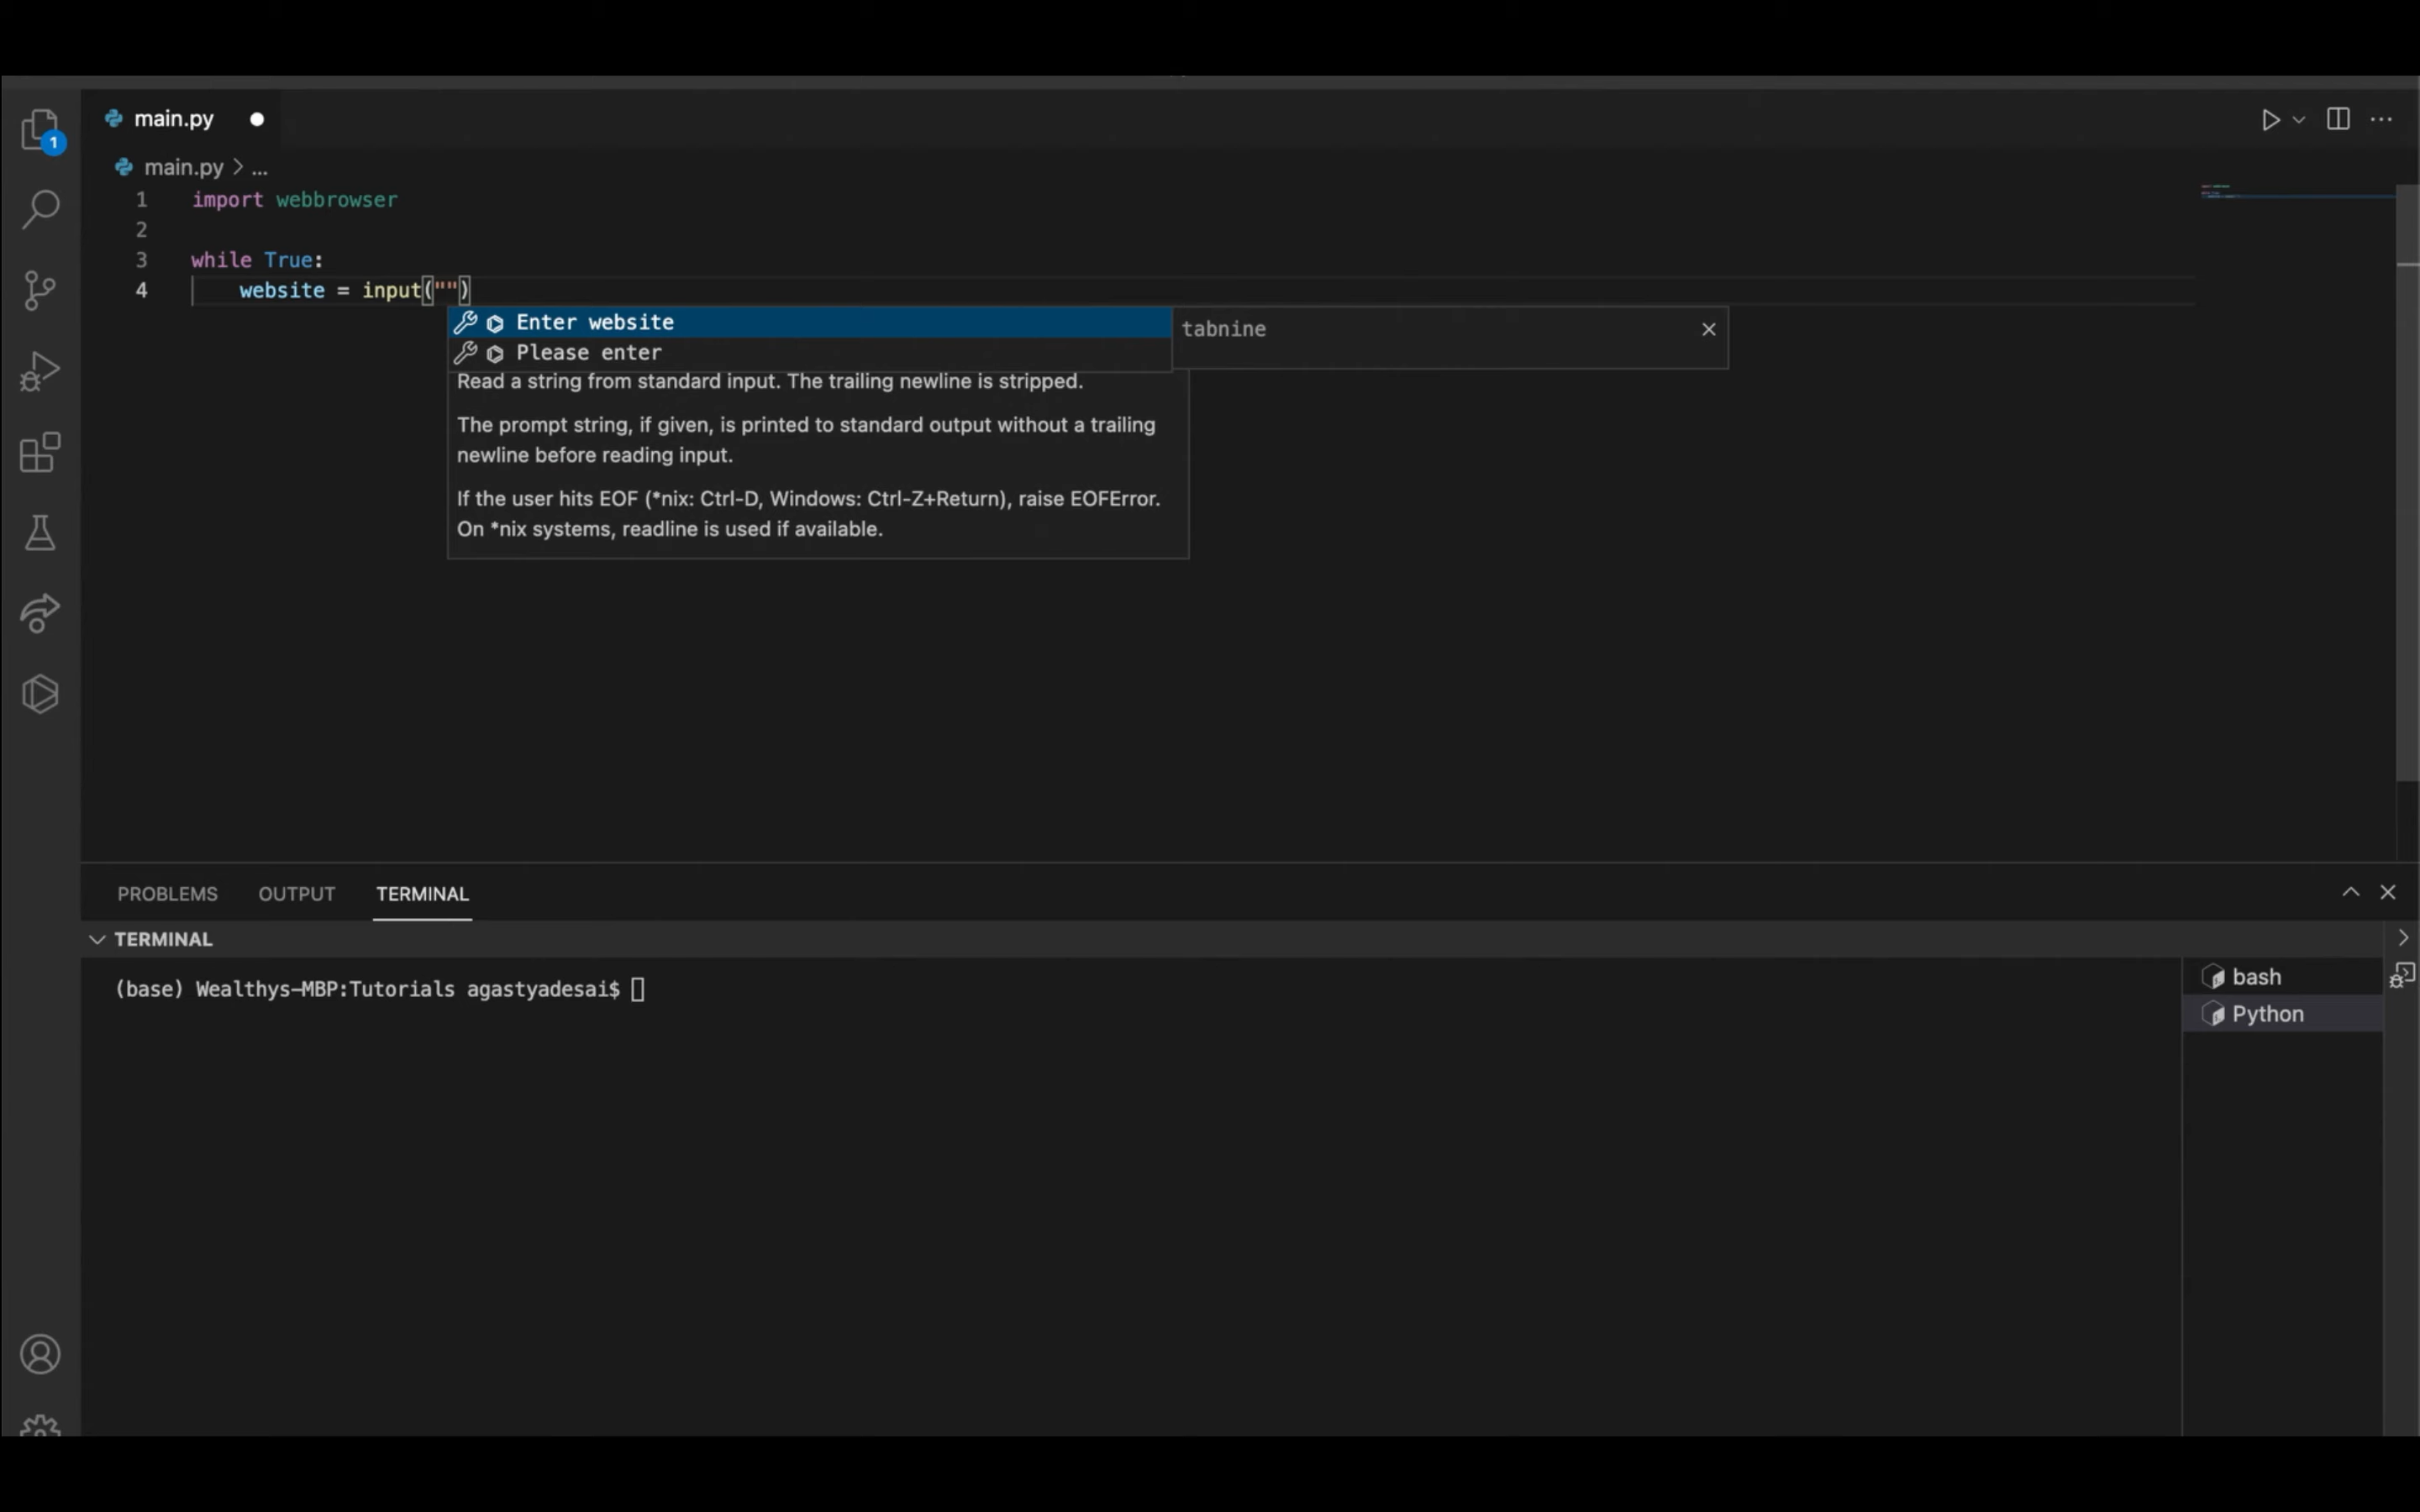 main.py
1
main.py > ...
1 import webbrowser
2
3 while True:
4 website = input("")
Enter website
tabnine
Please enter
Read a string from standard input. The trailing newline is stripped.
The prompt string, if given, is printed to standard output without a trailing
newline before reading input.
If the user hits EOF (*nix: Ctrl-D, Windows: Ctrl-Z+Return), raise EOFError.
On *nix systems, readline is used if available.
PROBLEMS OUTPUT TERMINAL
TERMINAL
(base) Wealthys-MBP:Tutorials agastyadesai$
bash
Python